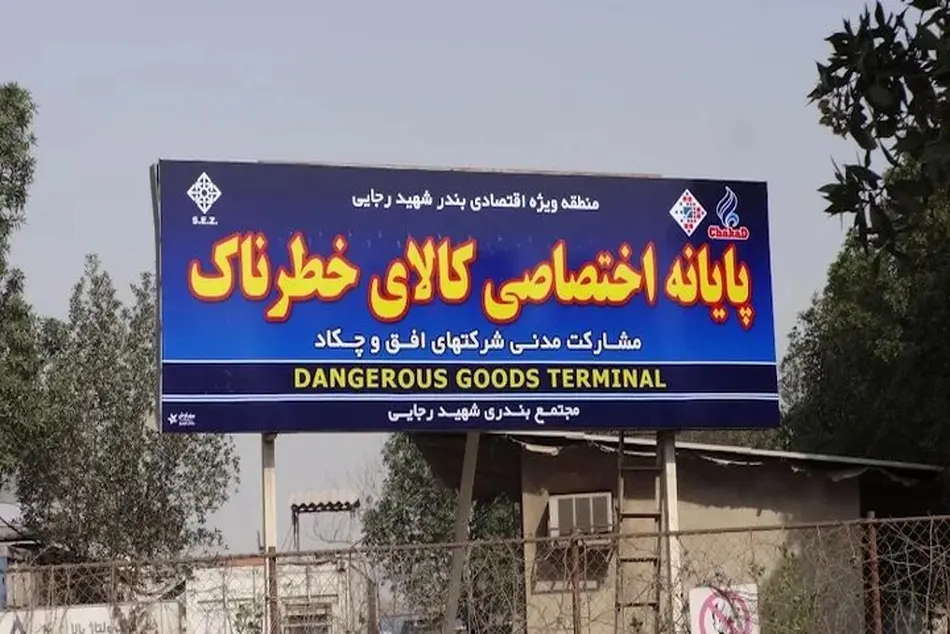 منطقه ویژه اقتصادی بندر شهید رجایی
S.E.Z.
ChakaD
پایانه اختصاصی کالای خطرناک
مشارکت مدنی شرکتهای افق و چکاد
DANGEROUS GOODS TERMINAL
مجتمع بندری شهید رجایی